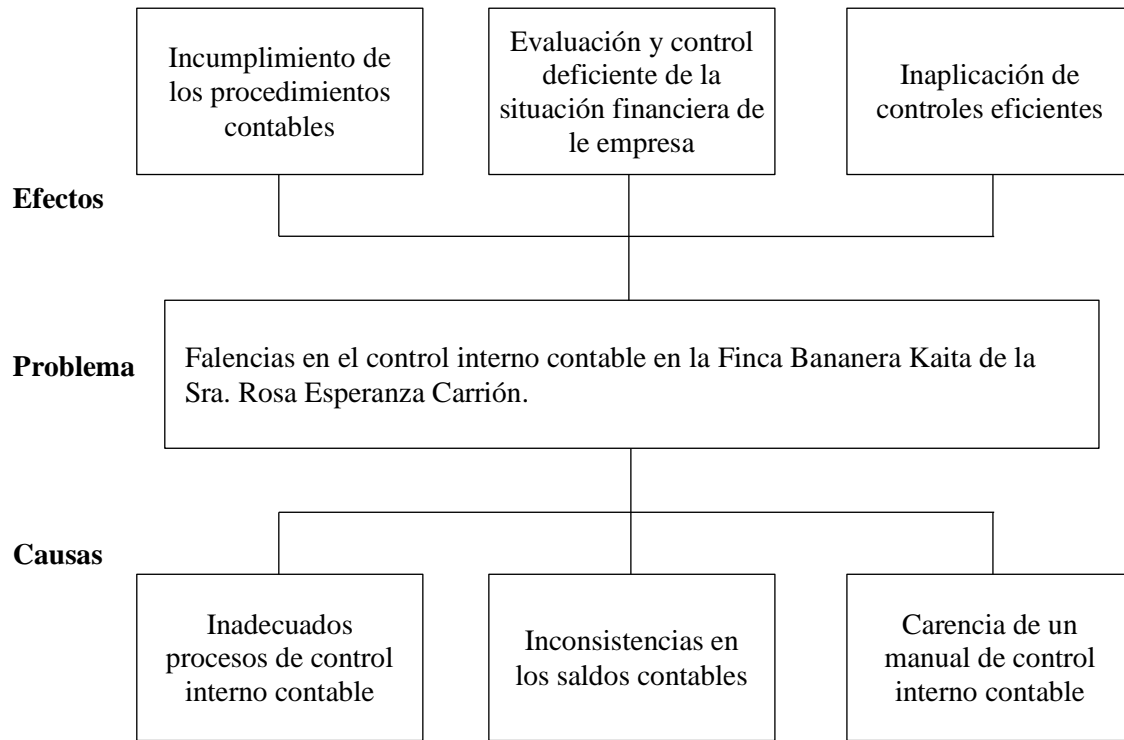 Incumplimiento de
los procedimientos
contables
Evaluación y control
deficiente de la
situación financiera de
le empresa
Inaplicación de
controles eficientes
Efectos
Problema
Falencias en el control interno contable en la Finca Bananera Kaita de la
Sra. Rosa Esperanza Carrión.
Causas
Inadecuados
procesos de control
interno contable
Inconsistencias en
los saldos contables
Carencia de un
manual de control
interno contable